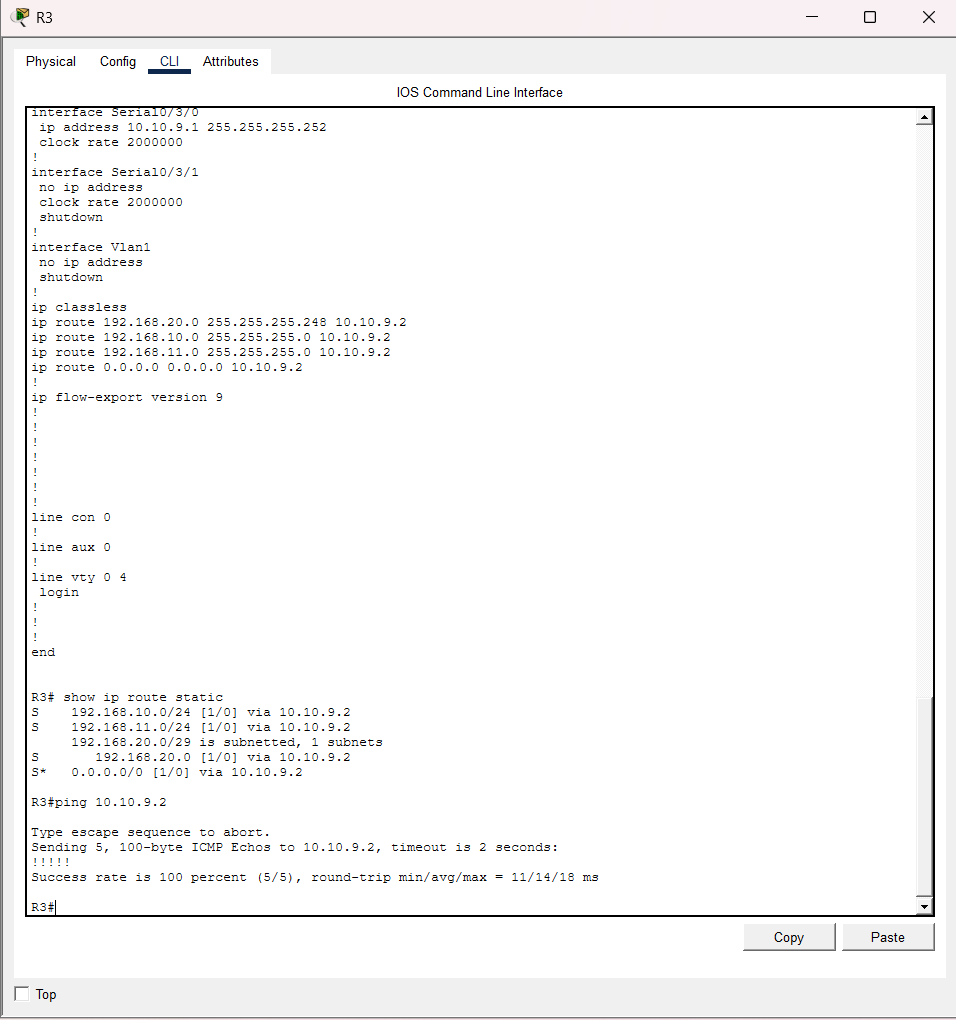 R3
Physical Config CLI Attributes
IOS Command Line Interface
interface Serial0/3/0
 ip address 10.10.9.1 255.255.255.252
 clock rate 2000000
!
interface Serial0/3/1
 no ip address
 clock rate 2000000
 shutdown
!
interface Vlan1
 no ip address
 shutdown
!
ip classless
ip route 192.168.20.0 255.255.255.248 10.10.9.2
ip route 192.168.10.0 255.255.255.0 10.10.9.2
ip route 192.168.11.0 255.255.255.0 10.10.9.2
ip route 0.0.0.0 0.0.0.0 10.10.9.2
!
ip flow-export version 9
!
!
!
!
!
!
!
line con 0
!
line aux 0
!
line vty 0 4
 login
!
!
!
end
R3# show ip route static
S    192.168.10.0/24 [1/0] via 10.10.9.2
S    192.168.11.0/24 [1/0] via 10.10.9.2
     192.168.20.0/29 is subnetted, 1 subnets
S       192.168.20.0 [1/0] via 10.10.9.2
S*   0.0.0.0/0 [1/0] via 10.10.9.2
R3#ping 10.10.9.2
Type escape sequence to abort.
Sending 5, 100-byte ICMP Echos to 10.10.9.2, timeout is 2 seconds:
!!!!!
Success rate is 100 percent (5/5), round-trip min/avg/max = 11/14/18 ms
R3#
Copy Paste
Top